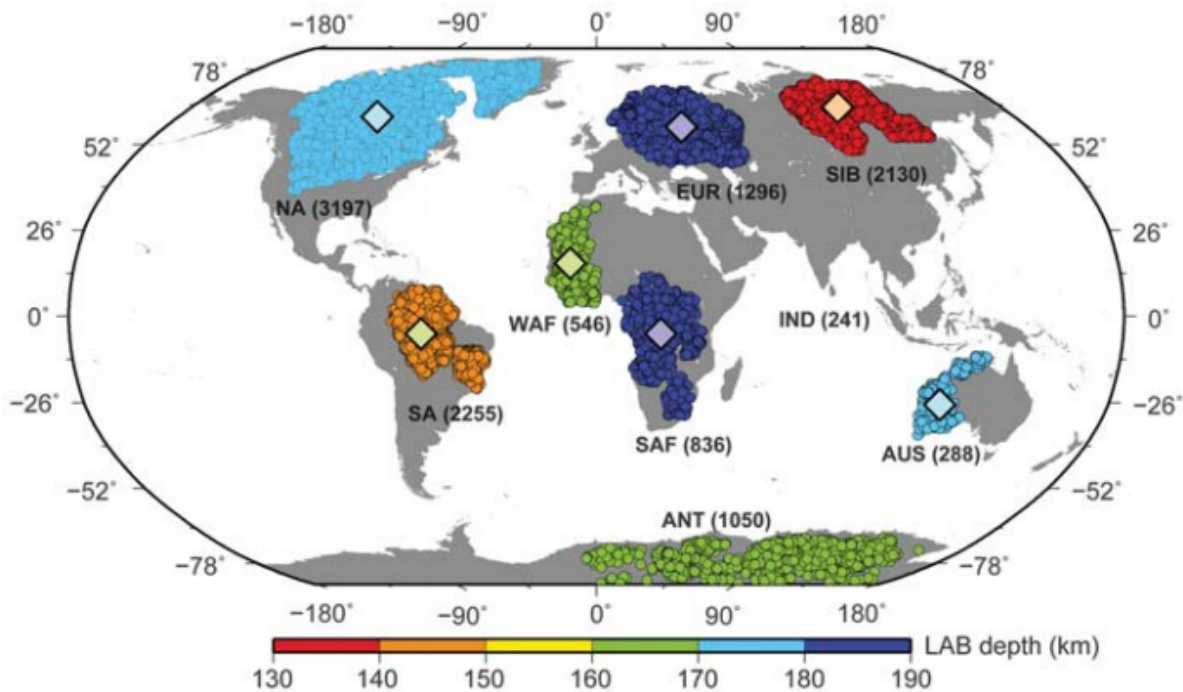 −180˚ −90˚ 0˚ 90˚ 180˚
78˚ 78˚
52˚ 52˚
SIB (2130)
EUR (1296)
NA (3197)
26˚ 26˚
WAF (546) IND (241)
0˚ 0˚
−26˚ −26˚
SA (2255)
SAF (836) AUS (288)
−52˚ −52˚
ANT (1050)
−78˚ −78˚
−180˚ −90˚ 0˚ 90˚ 180˚
LAB depth (km)
130 140 150 160 170 180 190